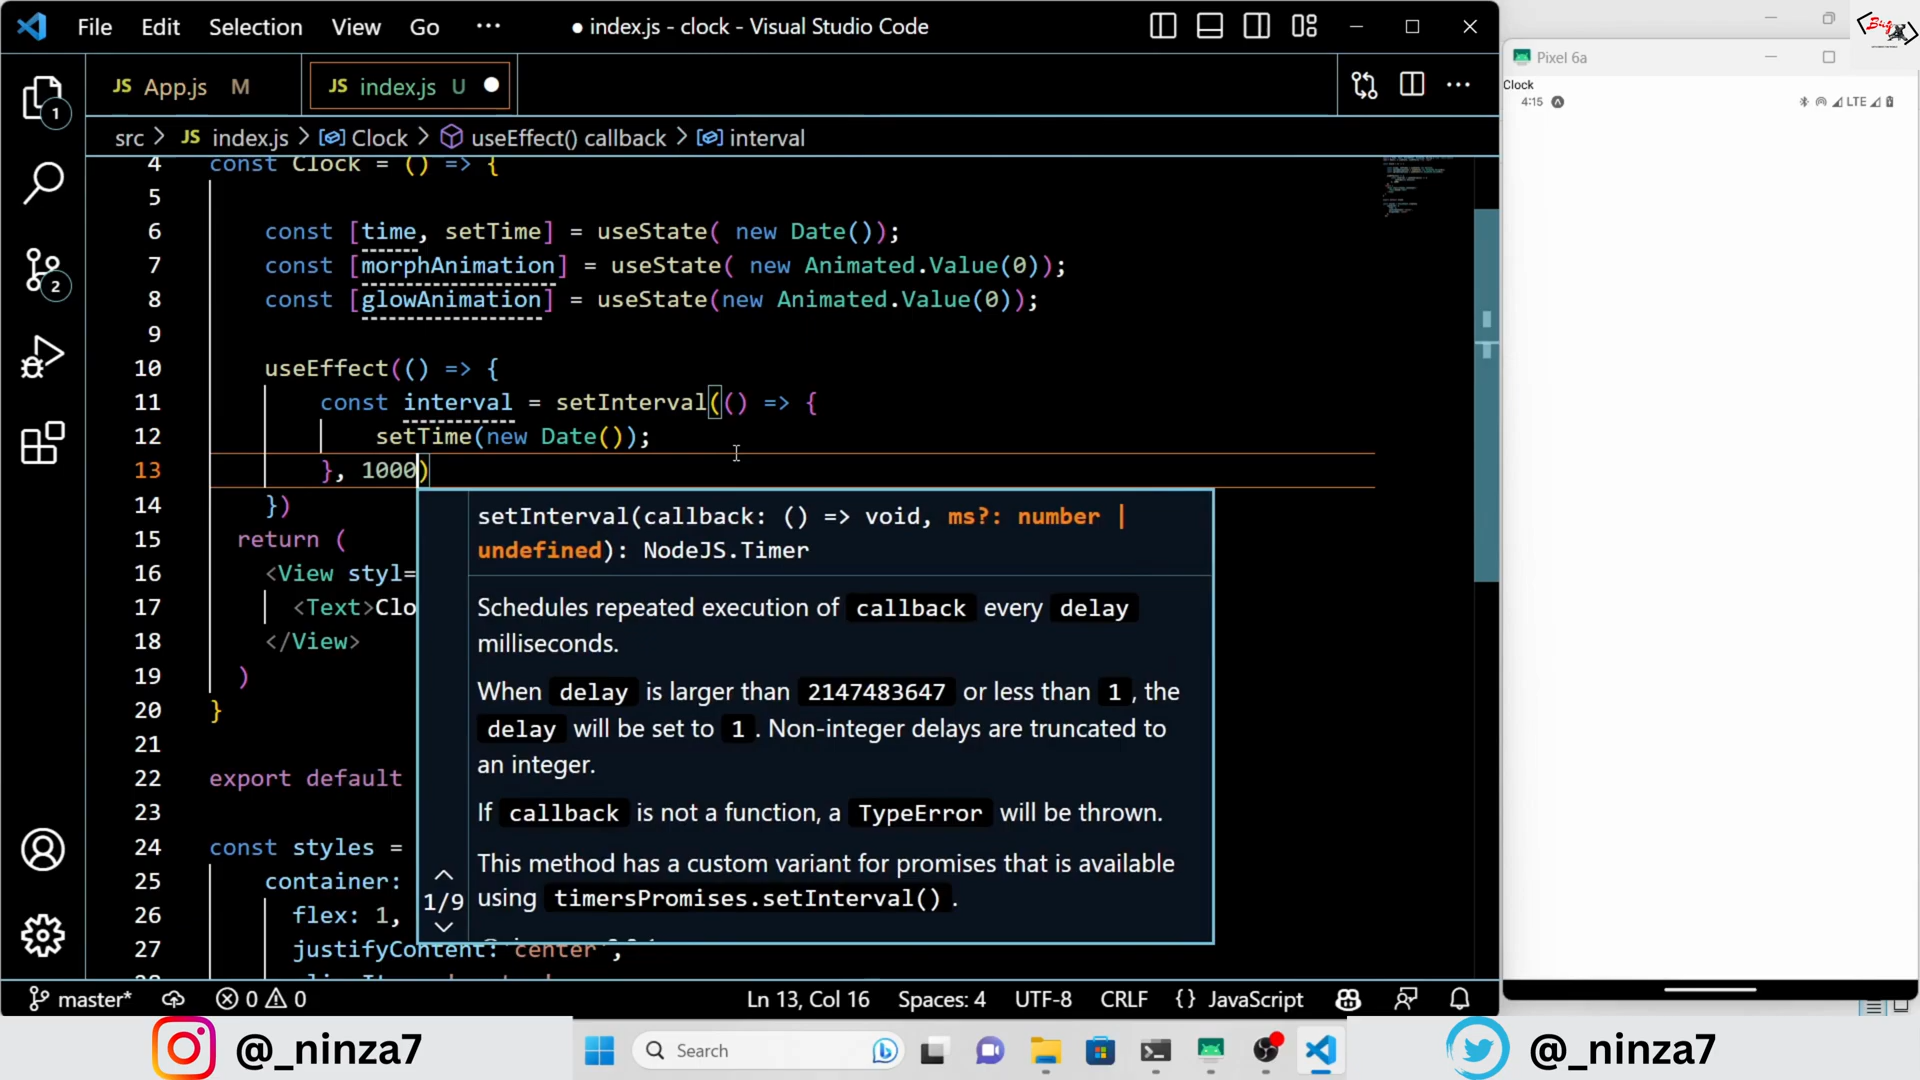 File Edit Selection View Go ··· ● index.js - clock - Visual Studio Code
JS App.js M JS index.js U
src > JS index.js > Clock > useEffect() callback > interval
4 const Clock = () => {
5
6 const [time, setTime] = useState( new Date());
7 const [morphAnimation] = useState( new Animated.Value(0));
8 const [glowAnimation] = useState(new Animated.Value(0));
9
10 useEffect(() => {
11 const interval = setInterval(() => {
12 setTime(new Date());
13 }, 1000)
14 })
15 return (
16 <View styl=
17 <Text>Clo
18 </View>
19 )
20 }
21
22 export default
23
24 const styles =
25 container:
26 flex: 1,
27 justifyContent: 'center',
setInterval(callback: () => void, ms?: number |
undefined): NodeJS.Timer
Schedules repeated execution of callback every delay
milliseconds.
When delay is larger than 2147483647 or less than 1, the
delay will be set to 1. Non-integer delays are truncated to
an integer.
If callback is not a function, a TypeError will be thrown.
This method has a custom variant for promises that is available
using timersPromises.setInterval().
1/9
1
2
master* 0 0 Ln 13, Col 16 Spaces: 4 UTF-8 CRLF {} JavaScript
Pixel 6a
Clock
4:15 LTE
Bug
@_ninza7
Search
@_ninza7